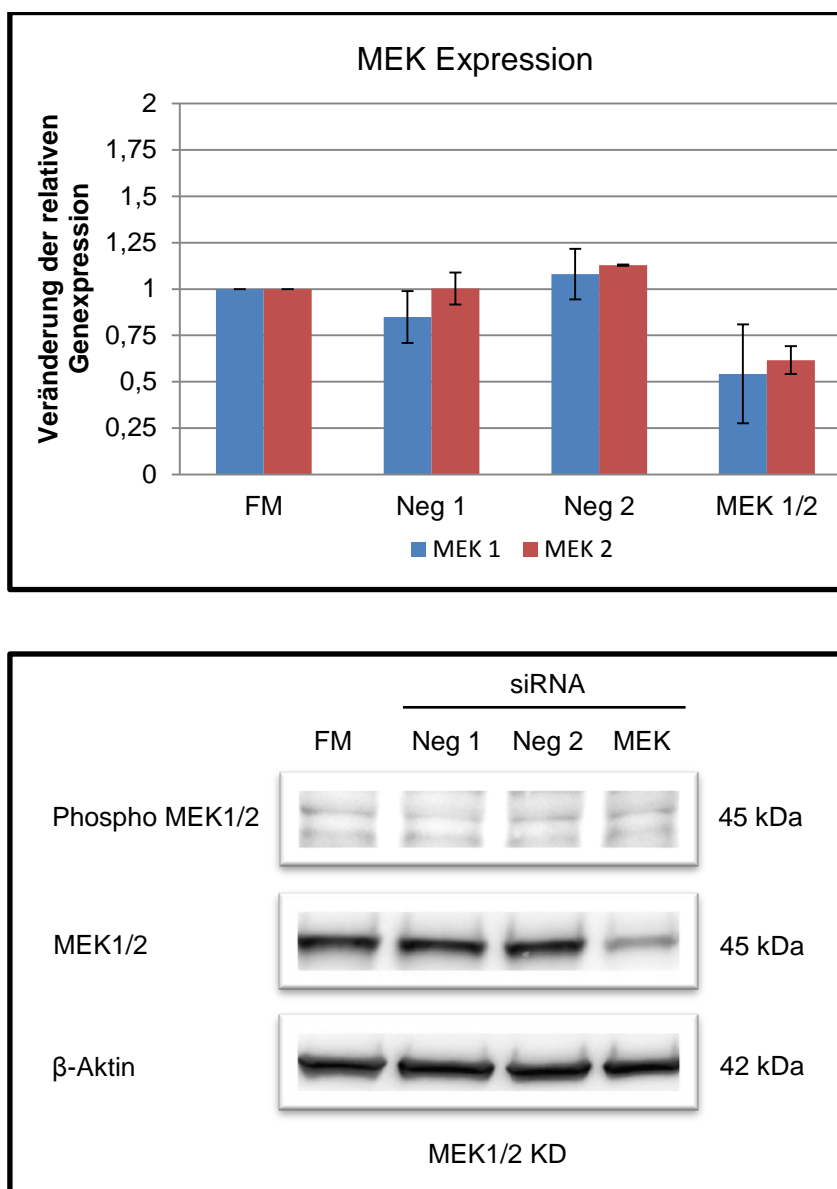 MEK Expression
Veränderung der relativen
Genexpression
2
1,75
1,5
1,25
1
0,75
0,5
0,25
0
FM Neg 1 Neg 2 MEK 1/2
MEK 1 MEK 2
siRNA
FM Neg 1 Neg 2 MEK
Phospho MEK1/2 45 kDa
MEK1/2 45 kDa
β-Aktin 42 kDa
MEK1/2 KD